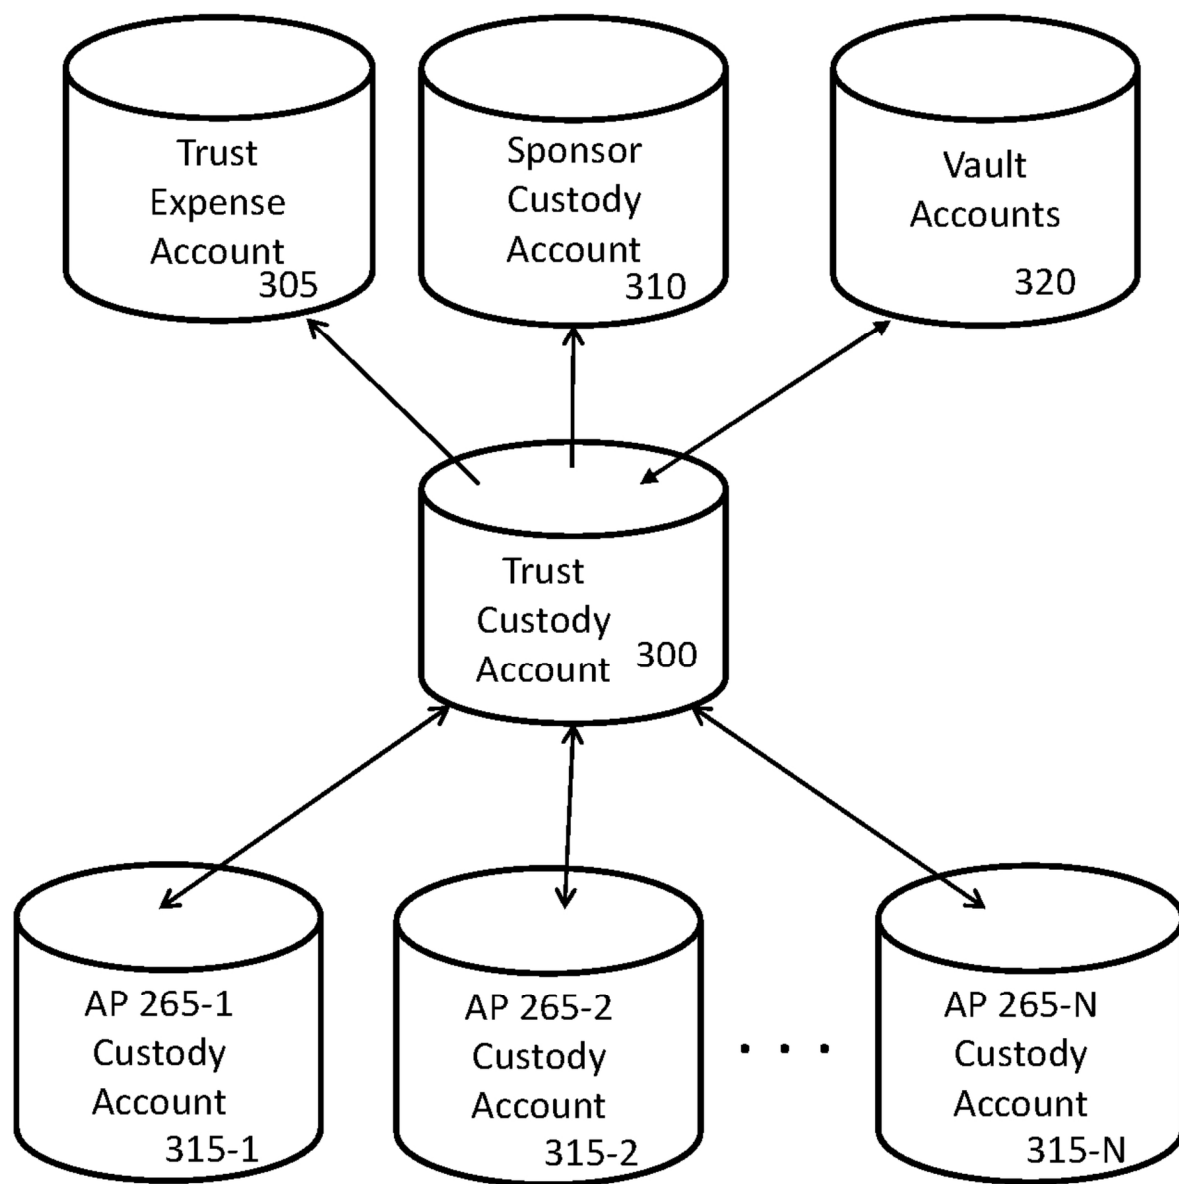 Trust
Expense
Account
305
Sponsor
Custody
Account
310
Vault
Accounts
320
Trust
Custody
Account
300
AP 265-1
Custody
Account
315-1
AP 265-2
Custody
Account
315-2
. . .
AP 265-N
Custody
Account
315-N